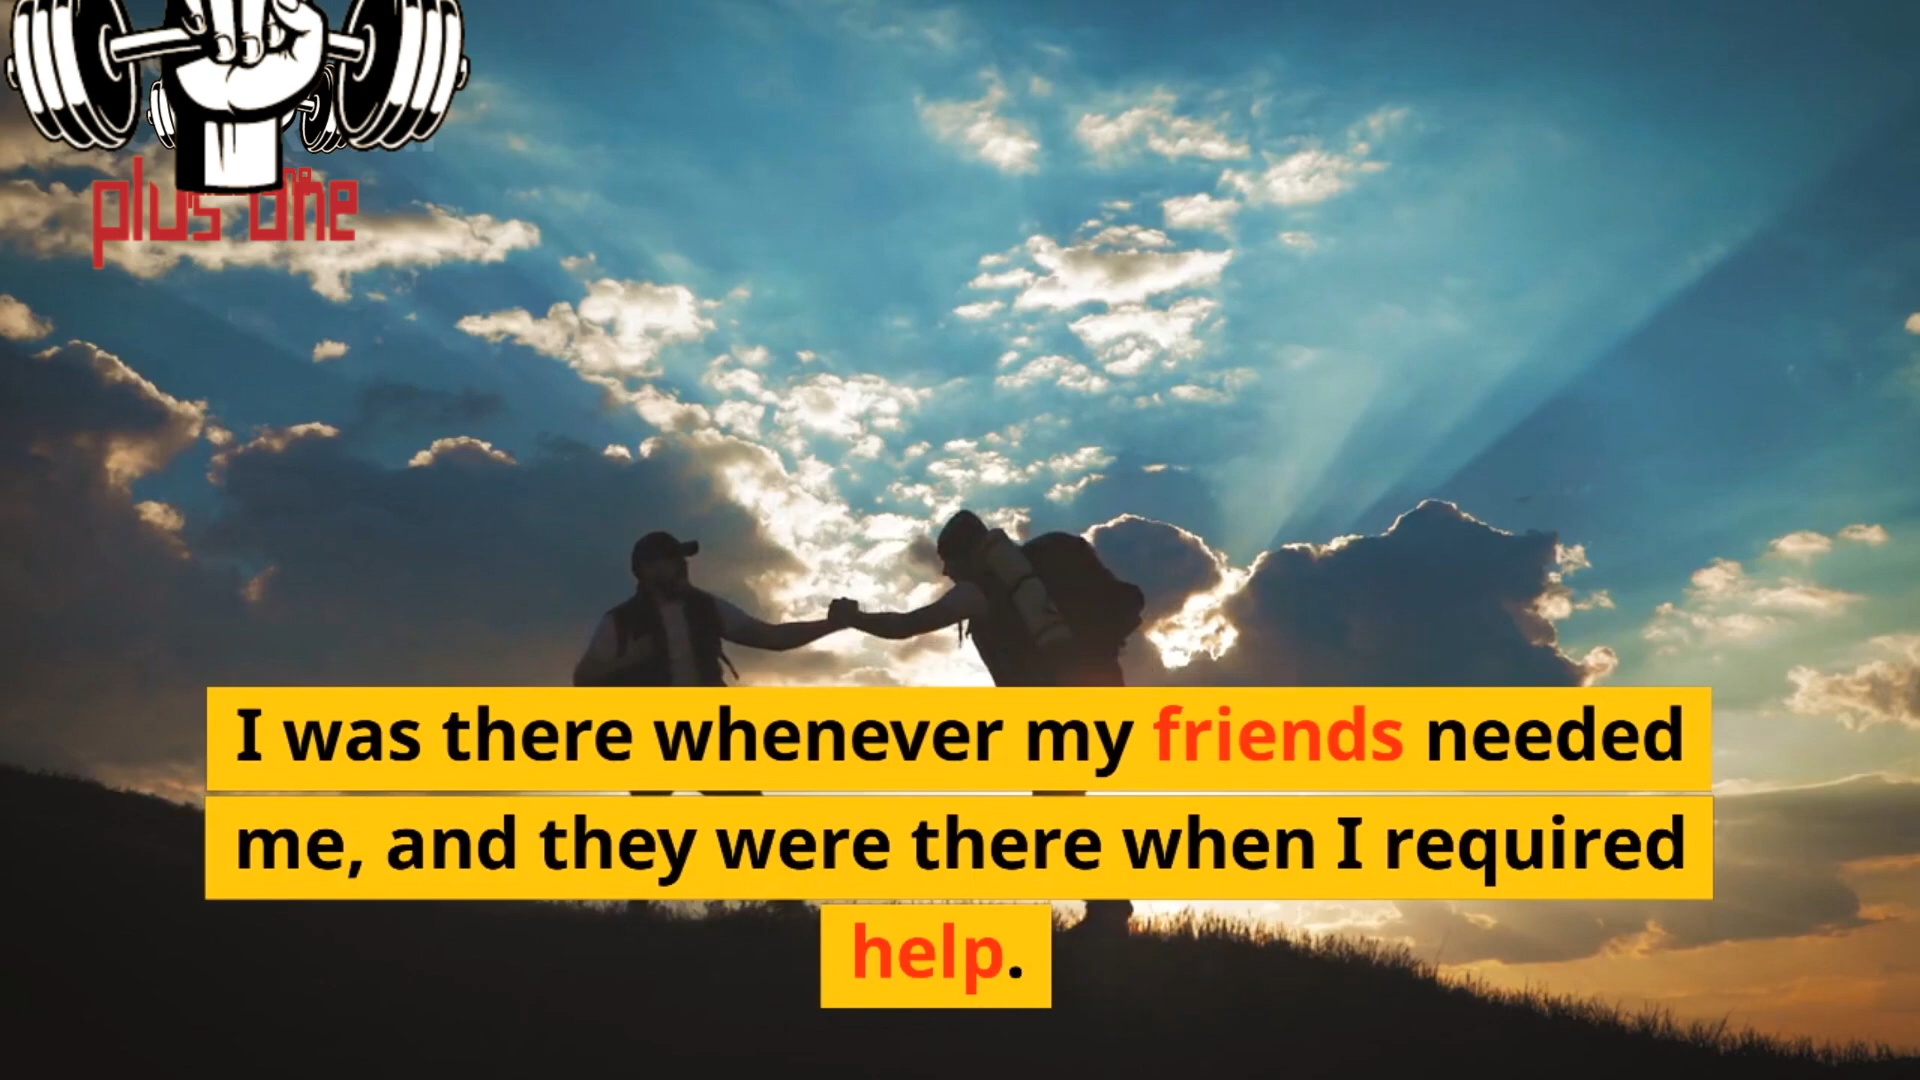 plus one
I was there whenever my friends needed
me, and they were there when I required
help.